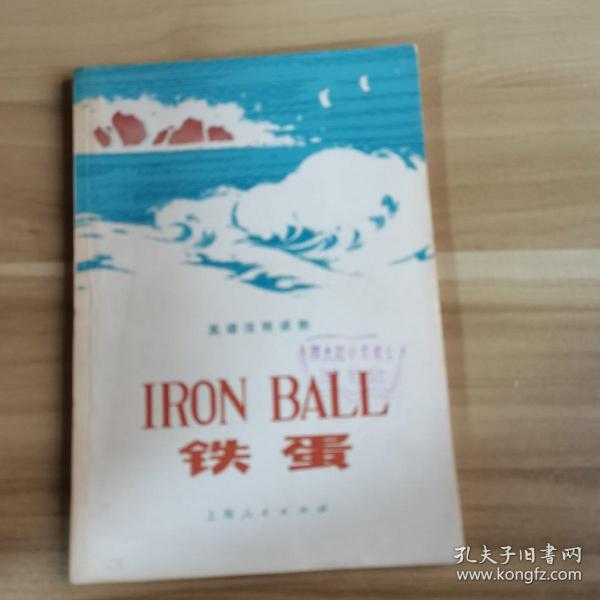 英语注释读物
IRON BALL
铁蛋
上海人民出版社
孔夫子旧书网
www.kongfz.com